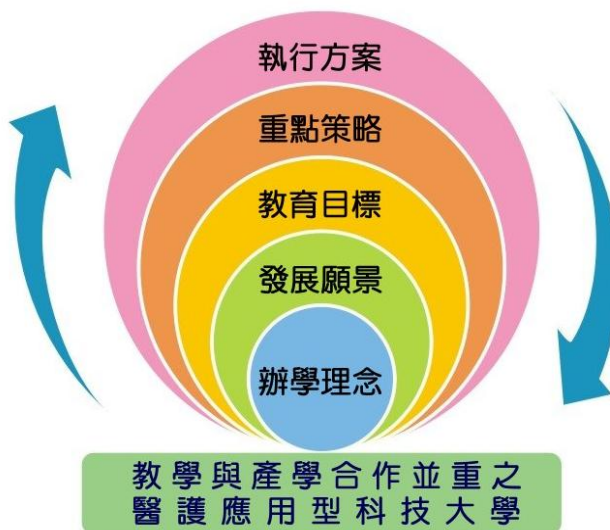 執行方案
重點策略
教育目標
發展願景
辦學理念
教學與產學合作並重之
醫護應用型科技大學